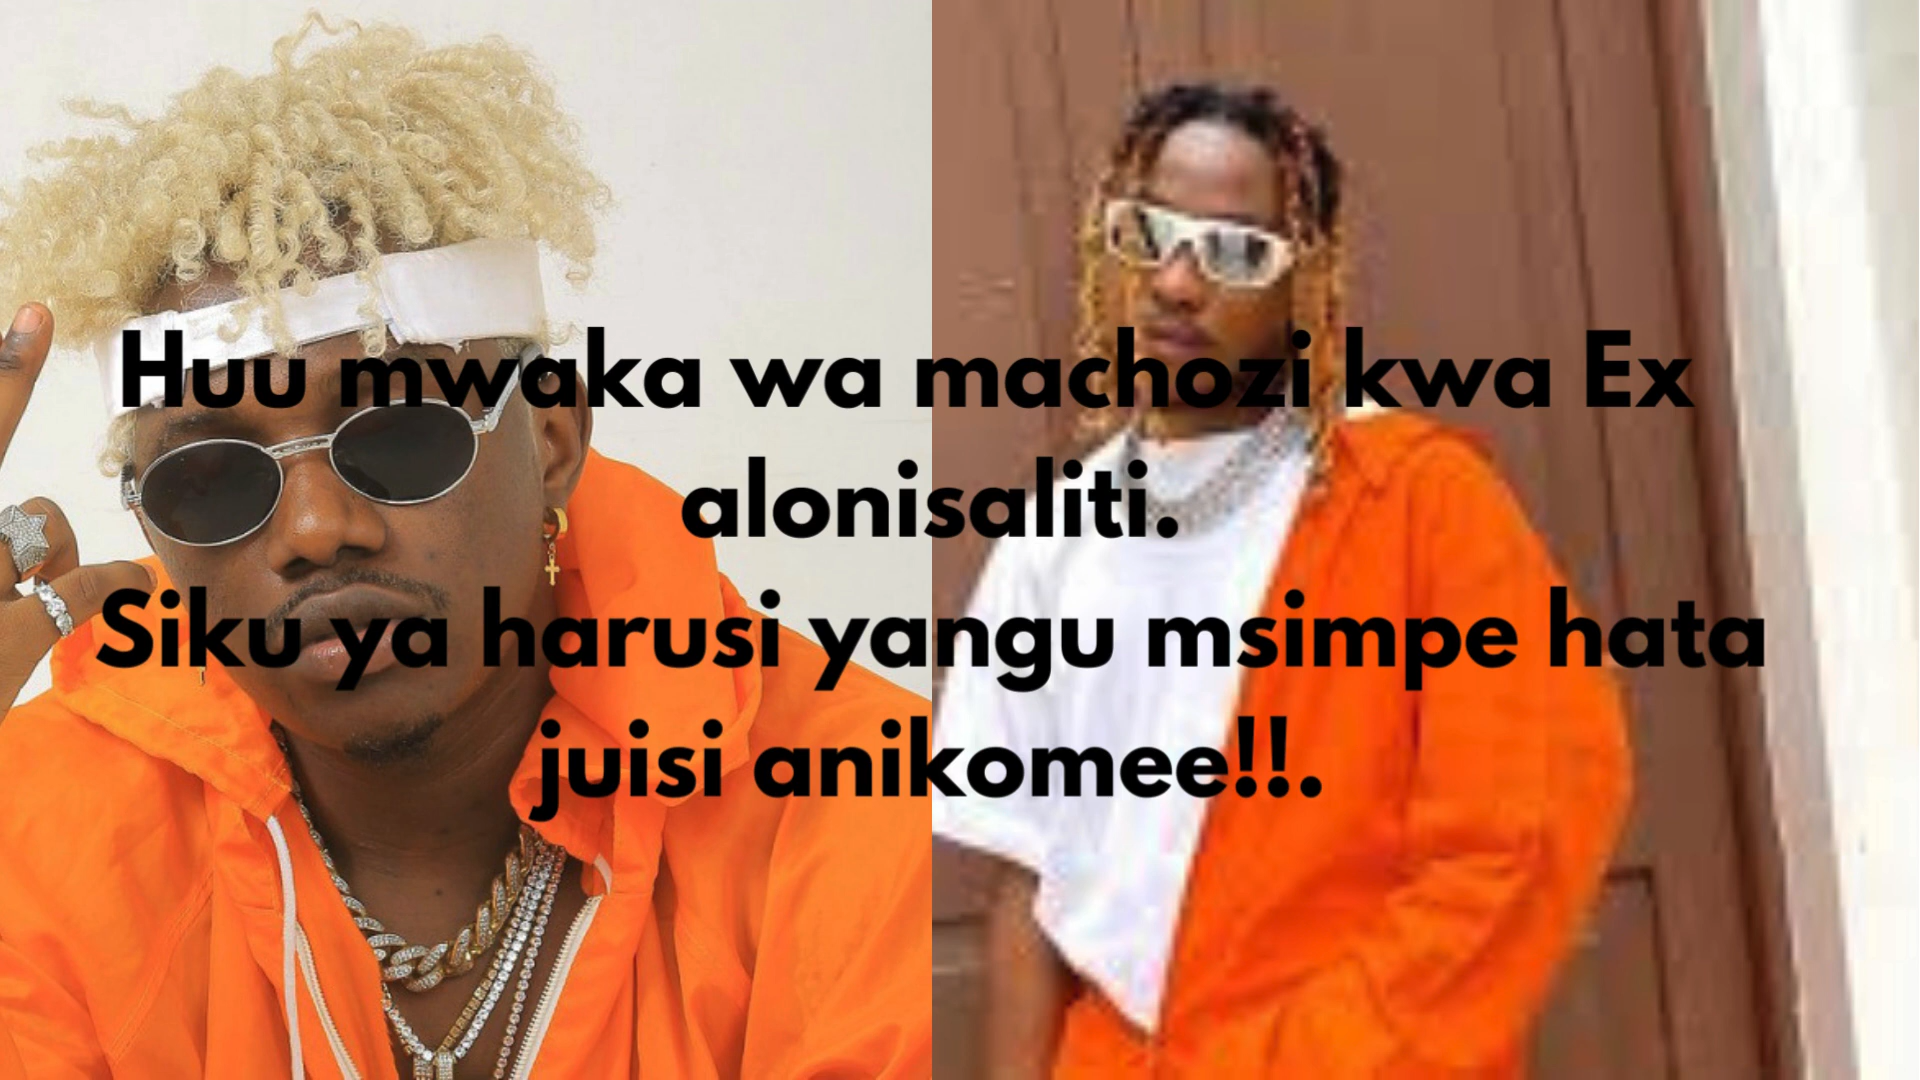 Huu mwaka wa machozi kwa Ex
alonisaliti.
Siku ya harusi yangu msimpe hata
juisi anikomee!!.